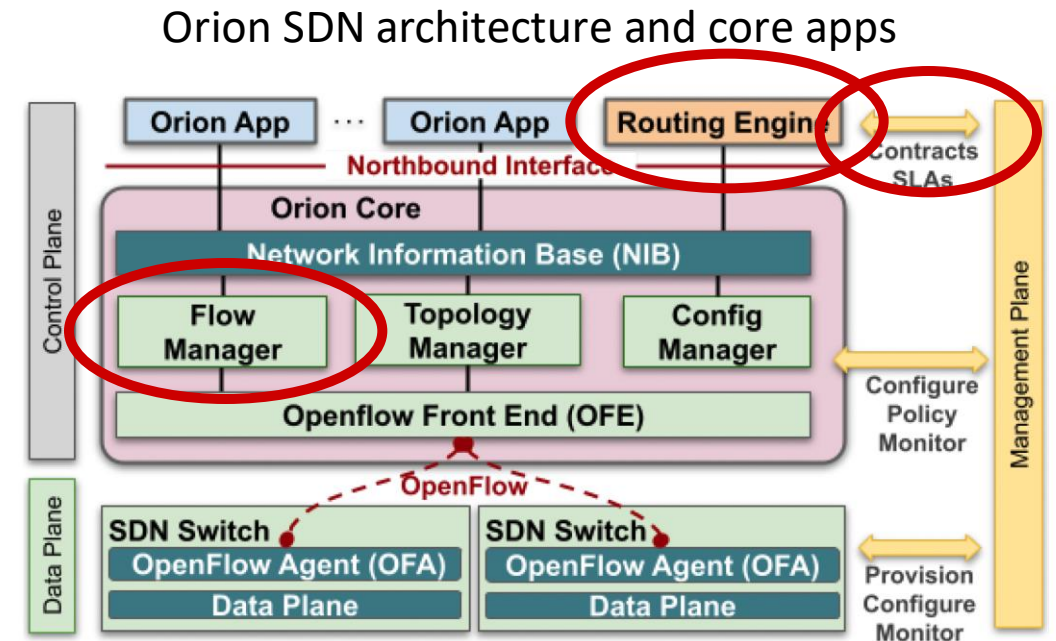 Orion SDN architecture and core apps
Orion App ... Orion App Routing Engine
Contracts
SLAs
Northbound Interface
Orion Core
Network Information Base (NIB)
Flow
Manager
Topology
Manager
Config
Manager
Openflow Front End (OFE)
Configure
Policy
Monitor
OpenFlow
SDN Switch
OpenFlow Agent (OFA)
Data Plane
SDN Switch
OpenFlow Agent (OFA)
Data Plane
Provision
Configure
Monitor
Control Plane
Data Plane
Management Plane